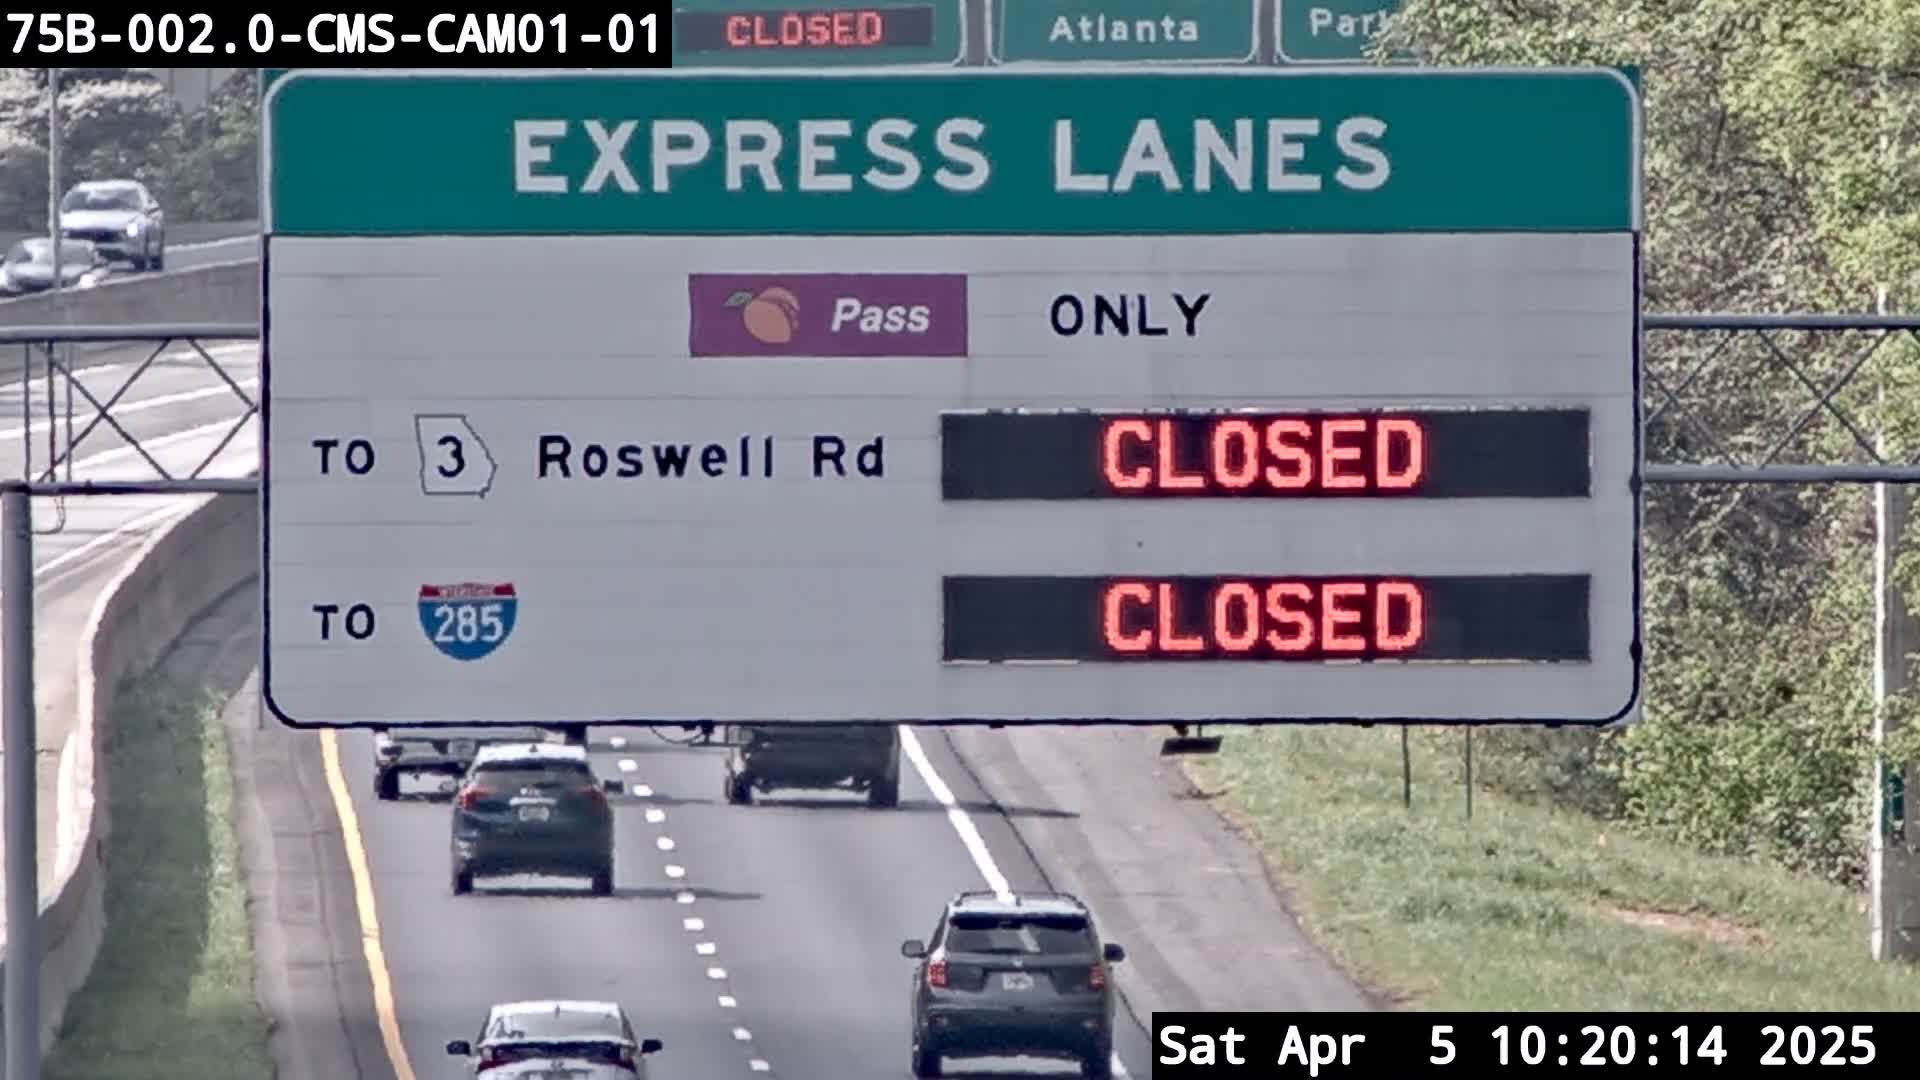 75B-002.0-CMS-CAM01-01
CLOSED
Atlanta
Park
EXPRESS LANES
Pass ONLY
TO 3 Roswell Rd CLOSED
TO 285 CLOSED
Sat Apr 5 10:20:14 2025